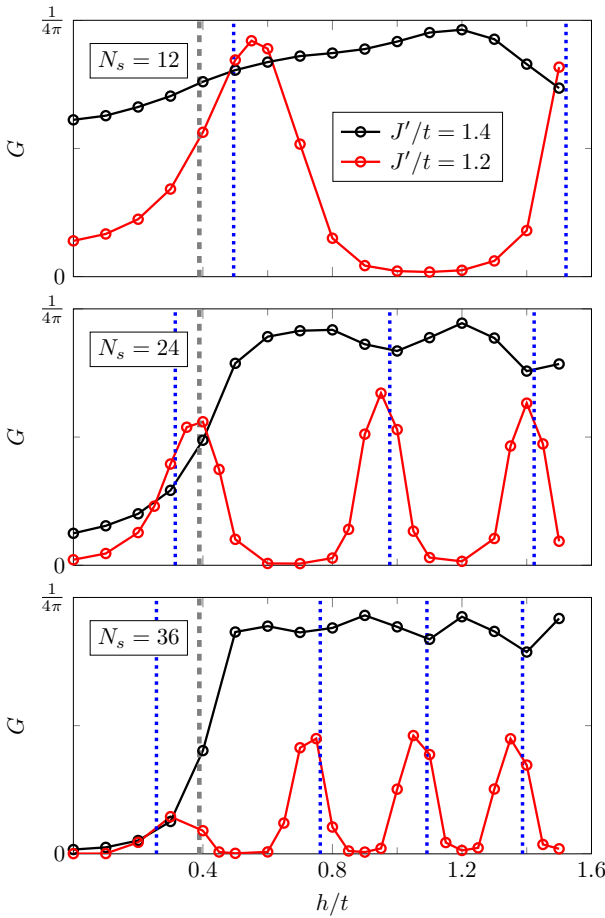 1
4π
N_s = 12
G
J′/t = 1.4
J′/t = 1.2
0
1
4π
N_s = 24
G
0
1
4π
N_s = 36
G
0
0.4 0.8 1.2 1.6
h/t